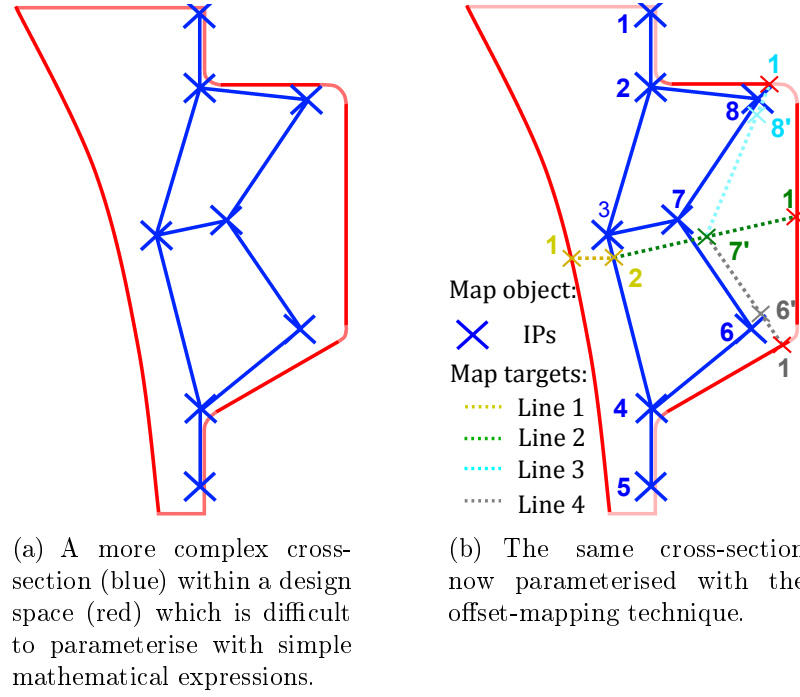 1
2
8
1
8'
3
7
1
1
2
7'
Map object:
IPs
6'
6
1
Map targets:
Line 1
4
Line 2
Line 3
5
Line 4
(a) A more complex cross-
section (blue) within a design
space (red) which is difficult
to parameterise with simple
mathematical expressions.
(b) The same cross-section
now parameterised with the
offset-mapping technique.